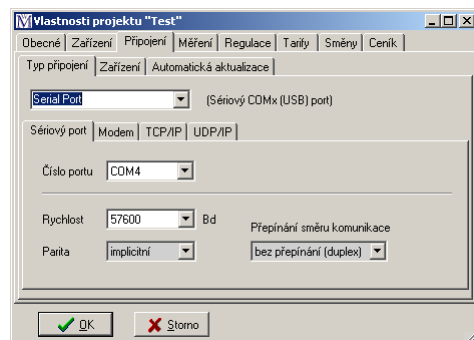 Vlastnosti projektu "Test"
Obecné Zařízení Připojení Měření Regulace Tarify Směny Ceník
Typ připojení Zařízení Automatická aktualizace
Serial Port (Sériový COMx (USB) port)
Sériový port Modem TCP/IP UDP/IP
Číslo portu COM4
Rychlost 57600 Bd
Přepínání směru komunikace
Parita implicitní bez přepínání (duplex)
OK Storno